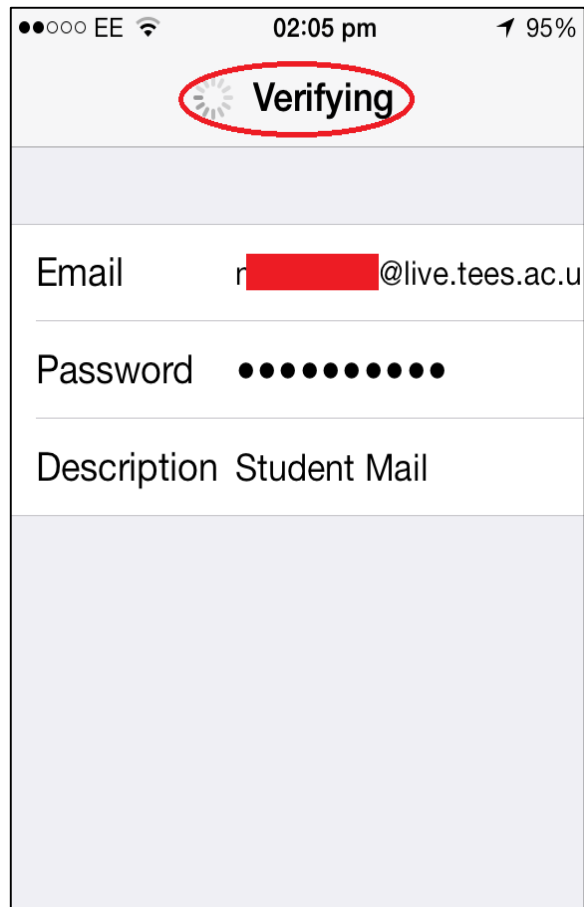 ●●○○○ EE 02:05 pm 95%
Verifying
Email r @live.tees.ac.u
Password ●●●●●●●●●●
Description Student Mail